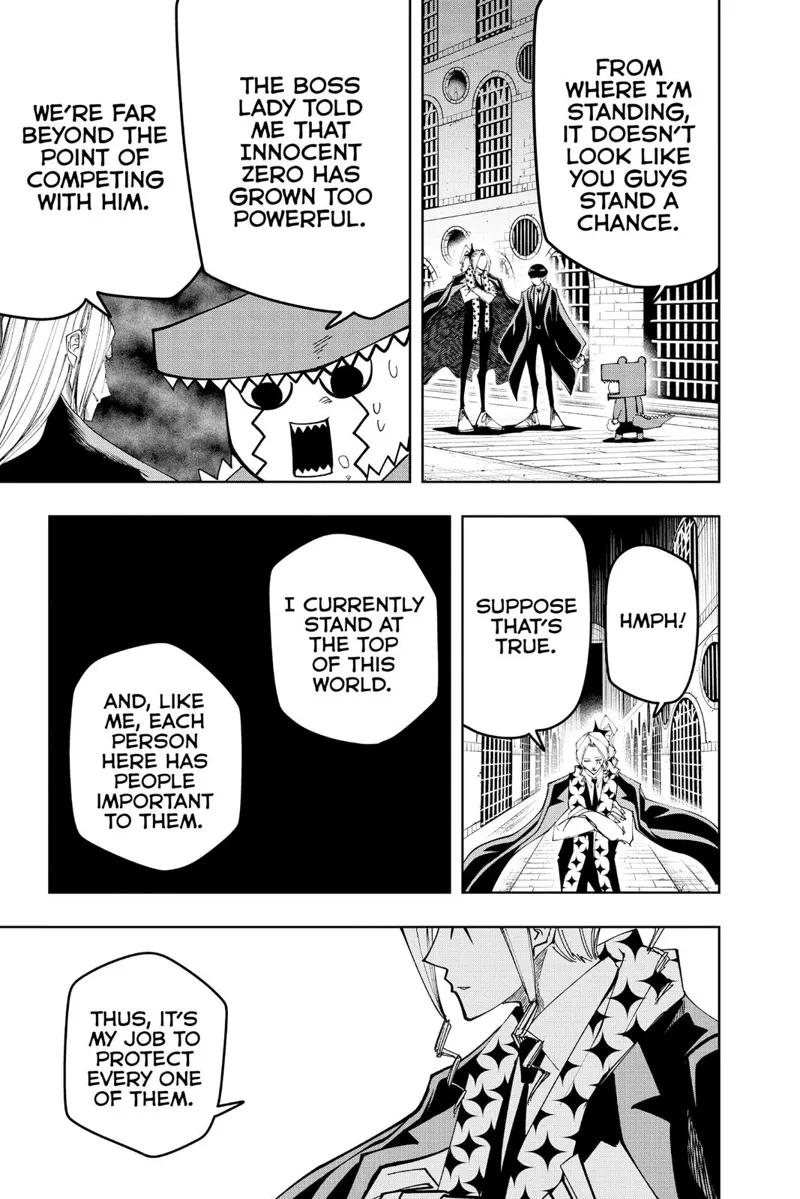 FROM
WHERE I'M
STANDING,
IT DOESN'T
LOOK LIKE
YOU GUYS
STAND A
CHANCE.
THE BOSS
LADY TOLD
ME THAT
INNOCENT
ZERO HAS
GROWN TOO
POWERFUL.
WE'RE FAR
BEYOND THE
POINT OF
COMPETING
WITH HIM.
HMPH!
SUPPOSE
THAT'S
TRUE.
I CURRENTLY
STAND AT
THE TOP
OF THIS
WORLD.
AND, LIKE
ME, EACH
PERSON
HERE HAS
PEOPLE
IMPORTANT
TO THEM.
THUS, IT'S
MY JOB TO
PROTECT
EVERY ONE
OF THEM.